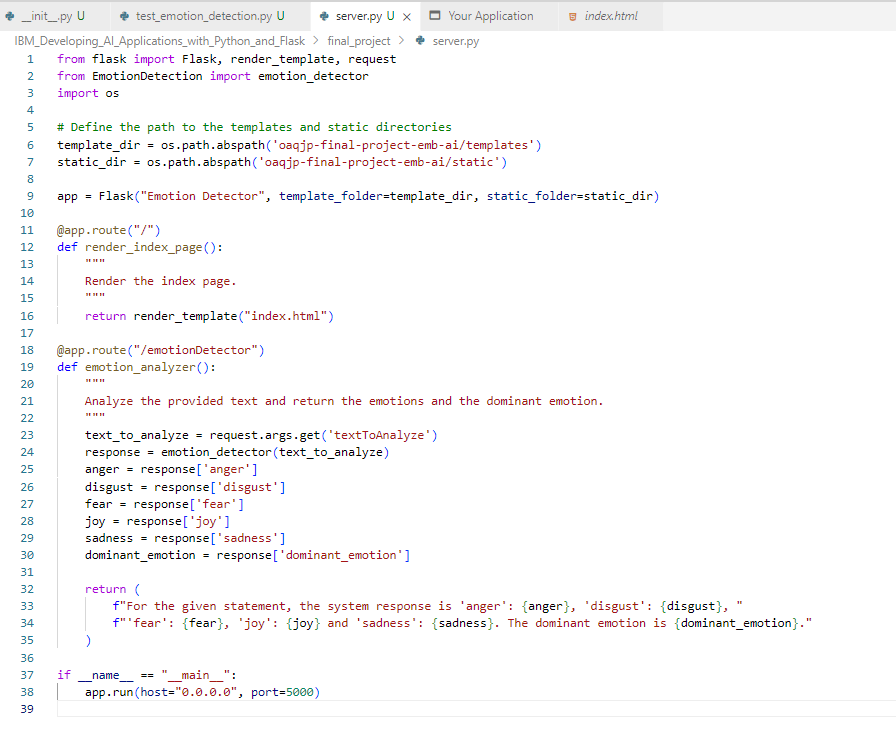 __init__.py U test_emotion_detection.py U server.py U × Your Application index.html
IBM_Developing_AI_Applications_with_Python_and_Flask > final_project > server.py
1 from flask import Flask, render_template, request
2 from EmotionDetection import emotion_detector
3 import os
4
5 # Define the path to the templates and static directories
6 template_dir = os.path.abspath('oaqjp-final-project-emb-ai/templates')
7 static_dir = os.path.abspath('oaqjp-final-project-emb-ai/static')
8
9 app = Flask("Emotion Detector", template_folder=template_dir, static_folder=static_dir)
10
11 @app.route("/")
12 def render_index_page():
13     """
14     Render the index page.
15     """
16     return render_template("index.html")
17
18 @app.route("/emotionDetector")
19 def emotion_analyzer():
20     """
21     Analyze the provided text and return the emotions and the dominant emotion.
22     """
23     text_to_analyze = request.args.get('textToAnalyze')
24     response = emotion_detector(text_to_analyze)
25     anger = response['anger']
26     disgust = response['disgust']
27     fear = response['fear']
28     joy = response['joy']
29     sadness = response['sadness']
30     dominant_emotion = response['dominant_emotion']
31
32     return (
33         f"For the given statement, the system response is 'anger': {anger}, 'disgust': {disgust}, "
34         f"'fear': {fear}, 'joy': {joy} and 'sadness': {sadness}. The dominant emotion is {dominant_emotion}."
35     )
36
37 if __name__ == "__main__":
38     app.run(host="0.0.0.0", port=5000)
39